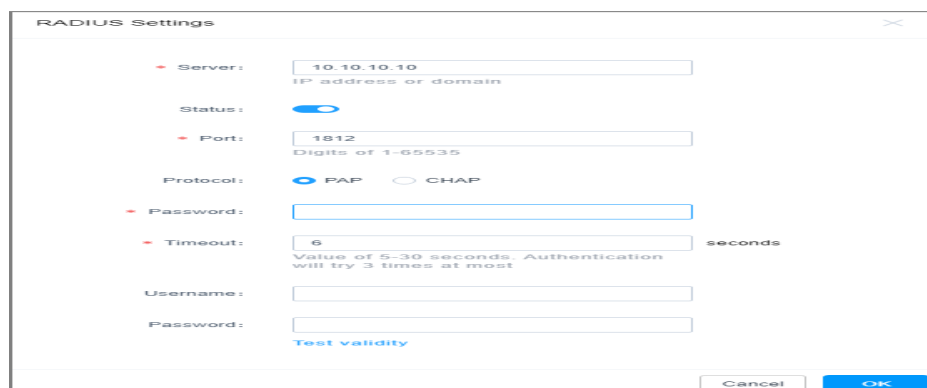 RADIUS Settings
* Server: 10.10.10.10
IP address or domain
Status:
* Port: 1812
Digits of 1-65535
Protocol: PAP CHAP
* Password:
* Timeout: 6 seconds
Value of 5-30 seconds. Authentication
will try 3 times at most
Username:
Password:
Test validity
Cancel OK